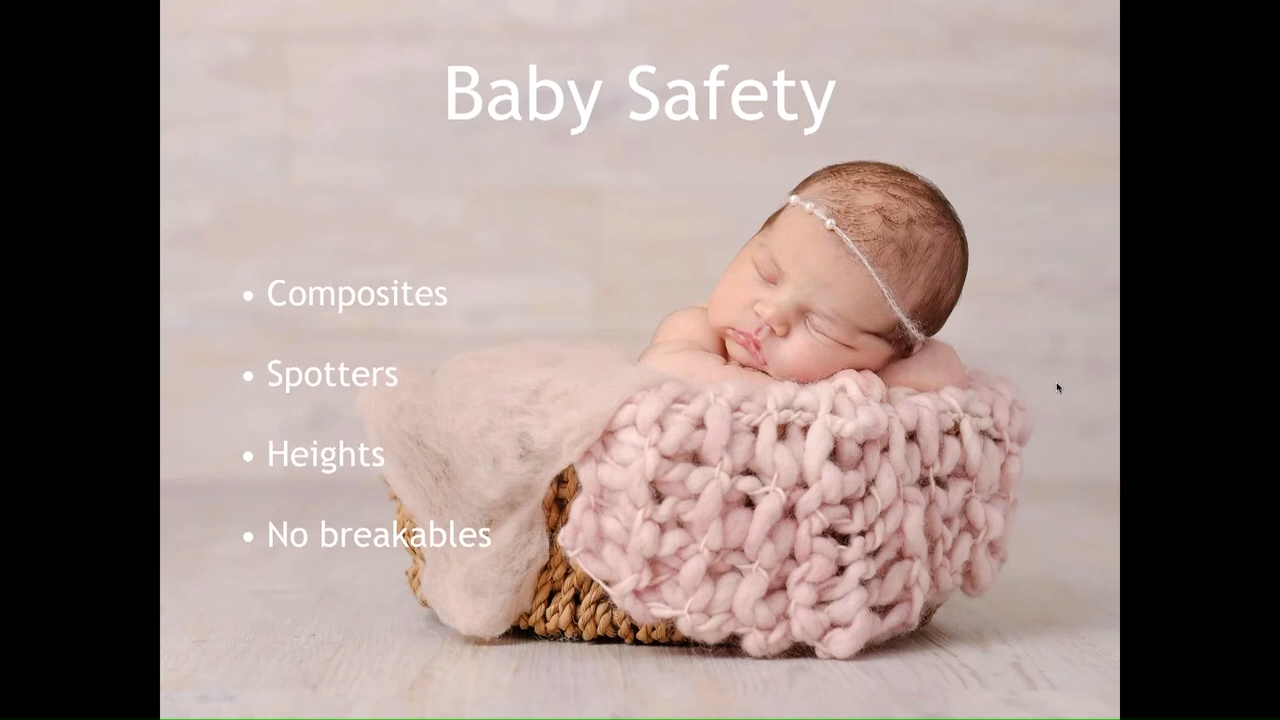 Baby Safety
• Composites
• Spotters
• Heights
• No breakables